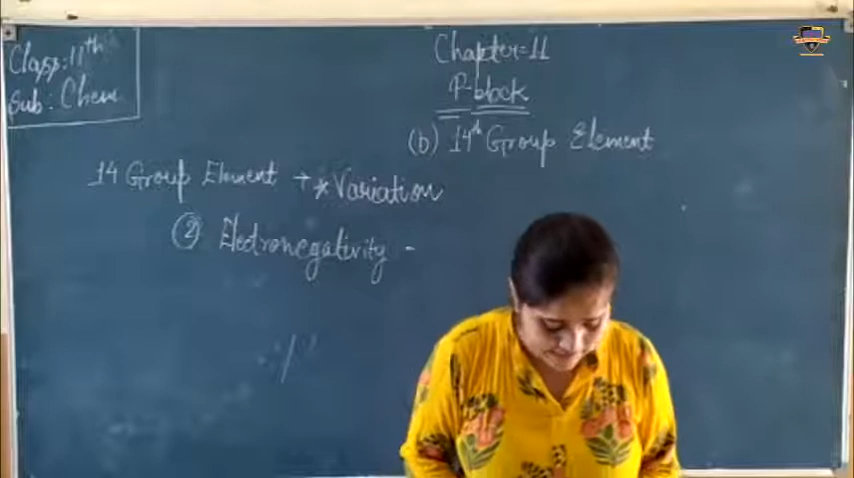 Class: 11th
Sub: Chem
Chapter=11
P-block
(b) 14th Group Element
14 Group Element → *Variation
② Electronegativity -